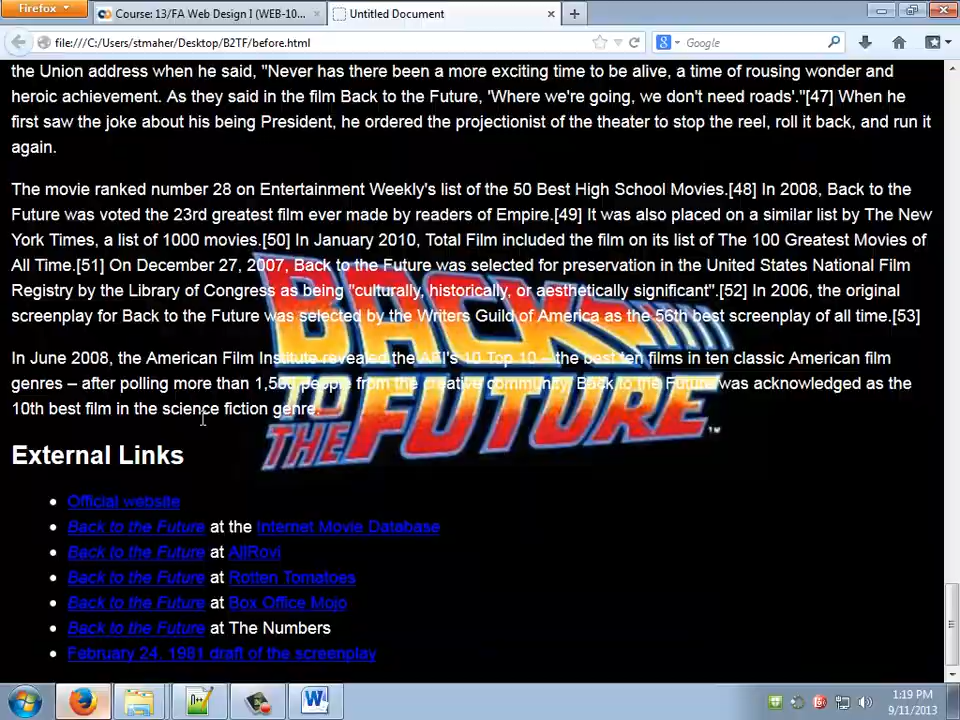 Firefox
Course: 13/FA Web Design I (WEB-10...
Untitled Document
file:///C:/Users/stmaher/Desktop/B2TF/before.html
Google
the Union address when he said, "Never has there been a more exciting time to be alive, a time of rousing wonder and
heroic achievement. As they said in the film Back to the Future, 'Where we're going, we don't need roads'."[47] When he
first saw the joke about his being President, he ordered the projectionist of the theater to stop the reel, roll it back, and run it
again.
The movie ranked number 28 on Entertainment Weekly's list of the 50 Best High School Movies.[48] In 2008, Back to the
Future was voted the 23rd greatest film ever made by readers of Empire.[49] It was also placed on a similar list by The New
York Times, a list of 1000 movies.[50] In January 2010, Total Film included the film on its list of The 100 Greatest Movies of
All Time.[51] On December 27, 2007, Back to the Future was selected for preservation in the United States National Film
Registry by the Library of Congress as being "culturally, historically, or aesthetically significant".[52] In 2006, the original
screenplay for Back to the Future was selected by the Writers Guild of America as the 56th best screenplay of all time.[53]
In June 2008, the American Film Institute revealed the AFI's 10 Top 10 – the best ten films in ten classic American film
genres – after polling more than 1,500 people from the creative community. Back to the Future was acknowledged as the
10th best film in the science fiction genre.
BACK
TO
THE FUTURE
™
External Links
• Official website
• Back to the Future at the Internet Movie Database
• Back to the Future at AllRovi
• Back to the Future at Rotten Tomatoes
• Back to the Future at Box Office Mojo
• Back to the Future at The Numbers
• February 24, 1981 draft of the screenplay
1:19 PM
9/11/2013